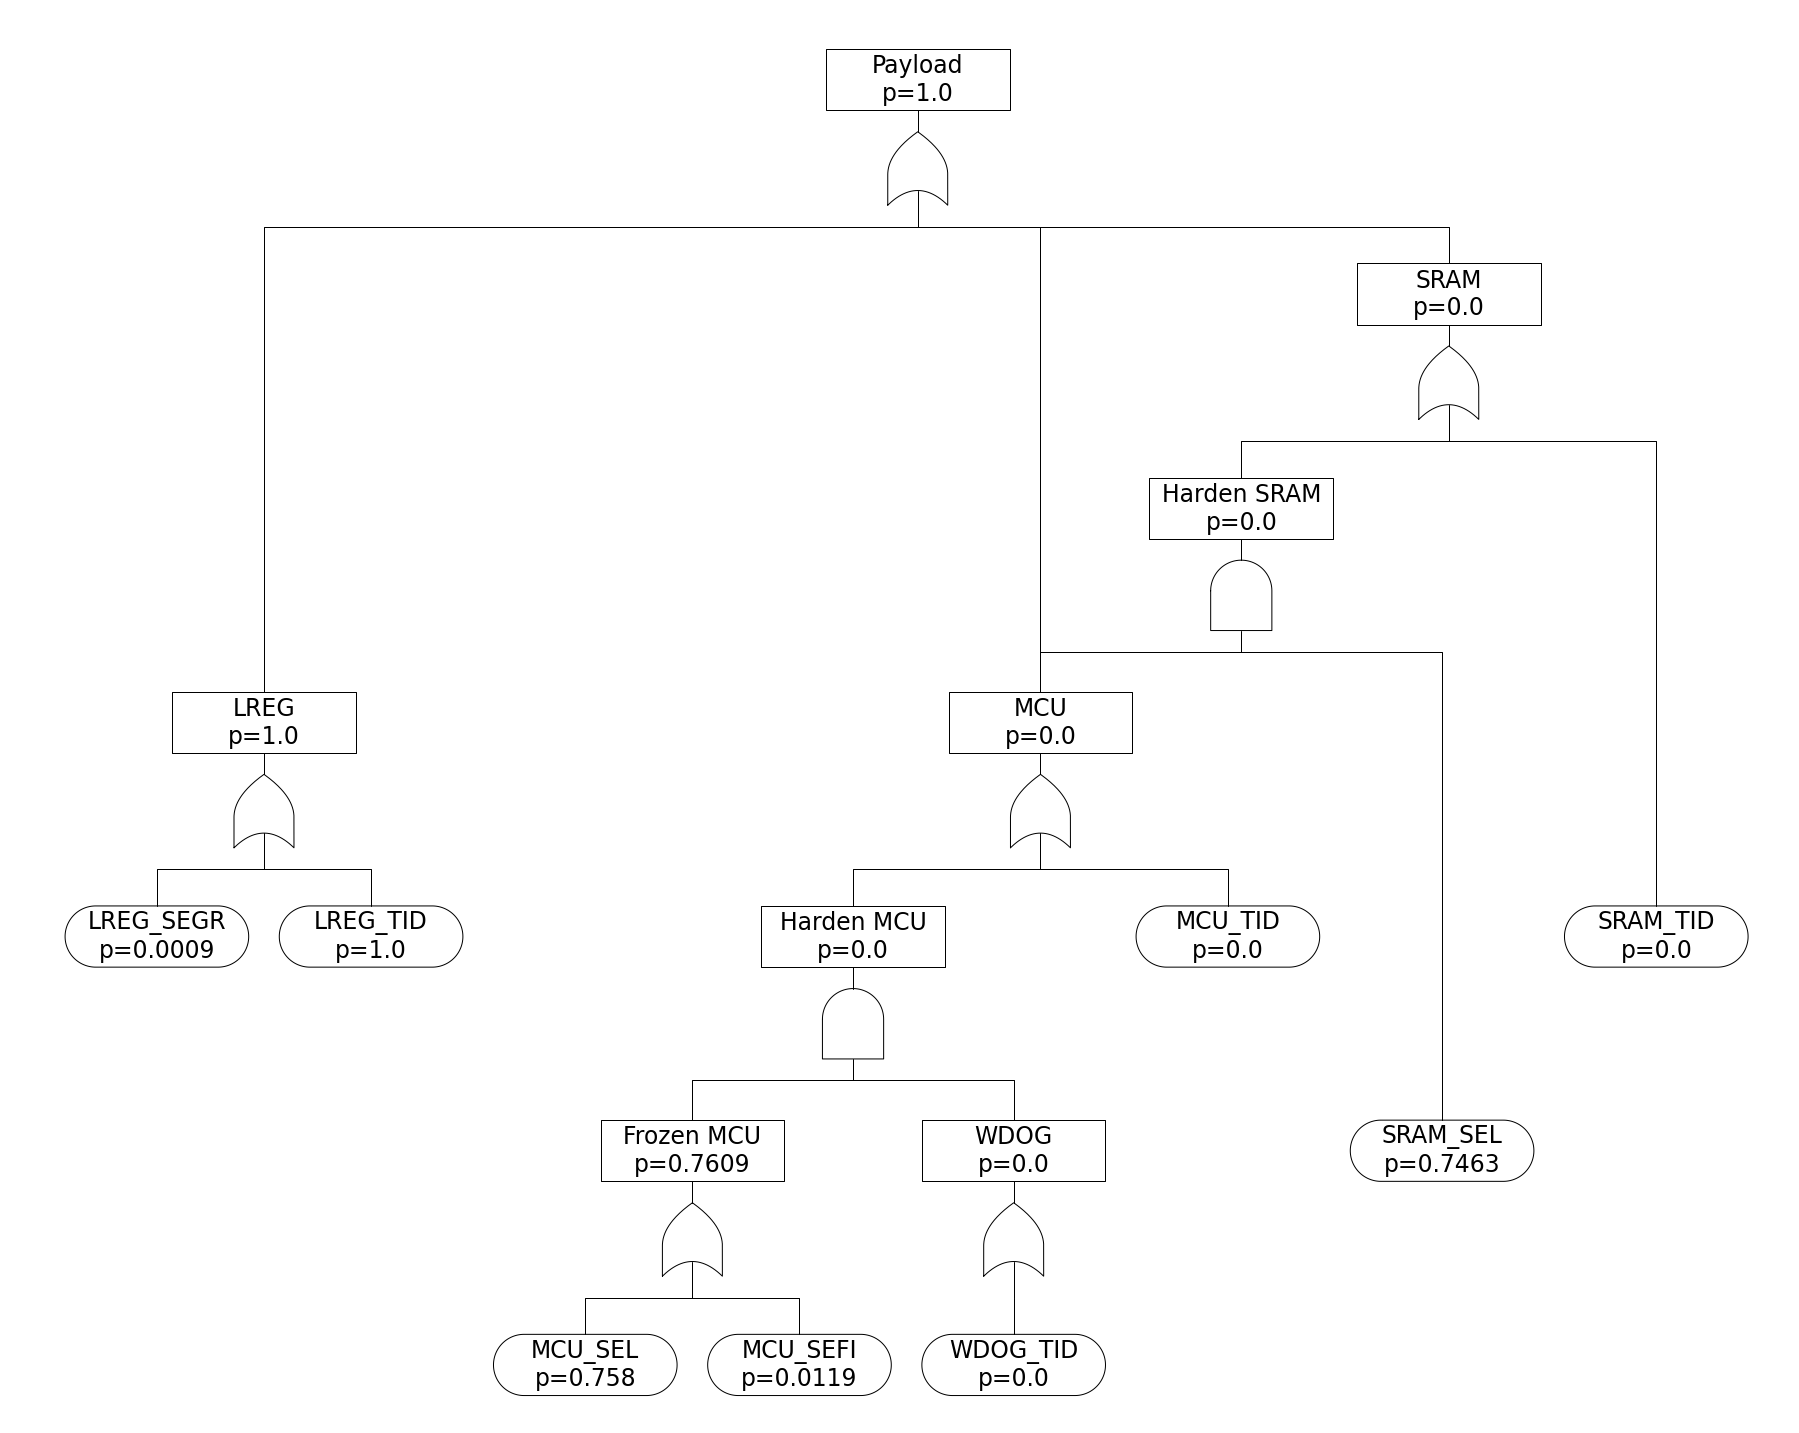 Payload
p=1.0
SRAM
p=0.0
Harden SRAM
p=0.0
LREG
p=1.0
MCU
p=0.0
LREG_SEGR
p=0.0009
LREG_TID
p=1.0
Harden MCU
p=0.0
MCU_TID
p=0.0
SRAM_TID
p=0.0
Frozen MCU
p=0.7609
WDOG
p=0.0
SRAM_SEL
p=0.7463
MCU_SEL
p=0.758
MCU_SEFI
p=0.0119
WDOG_TID
p=0.0